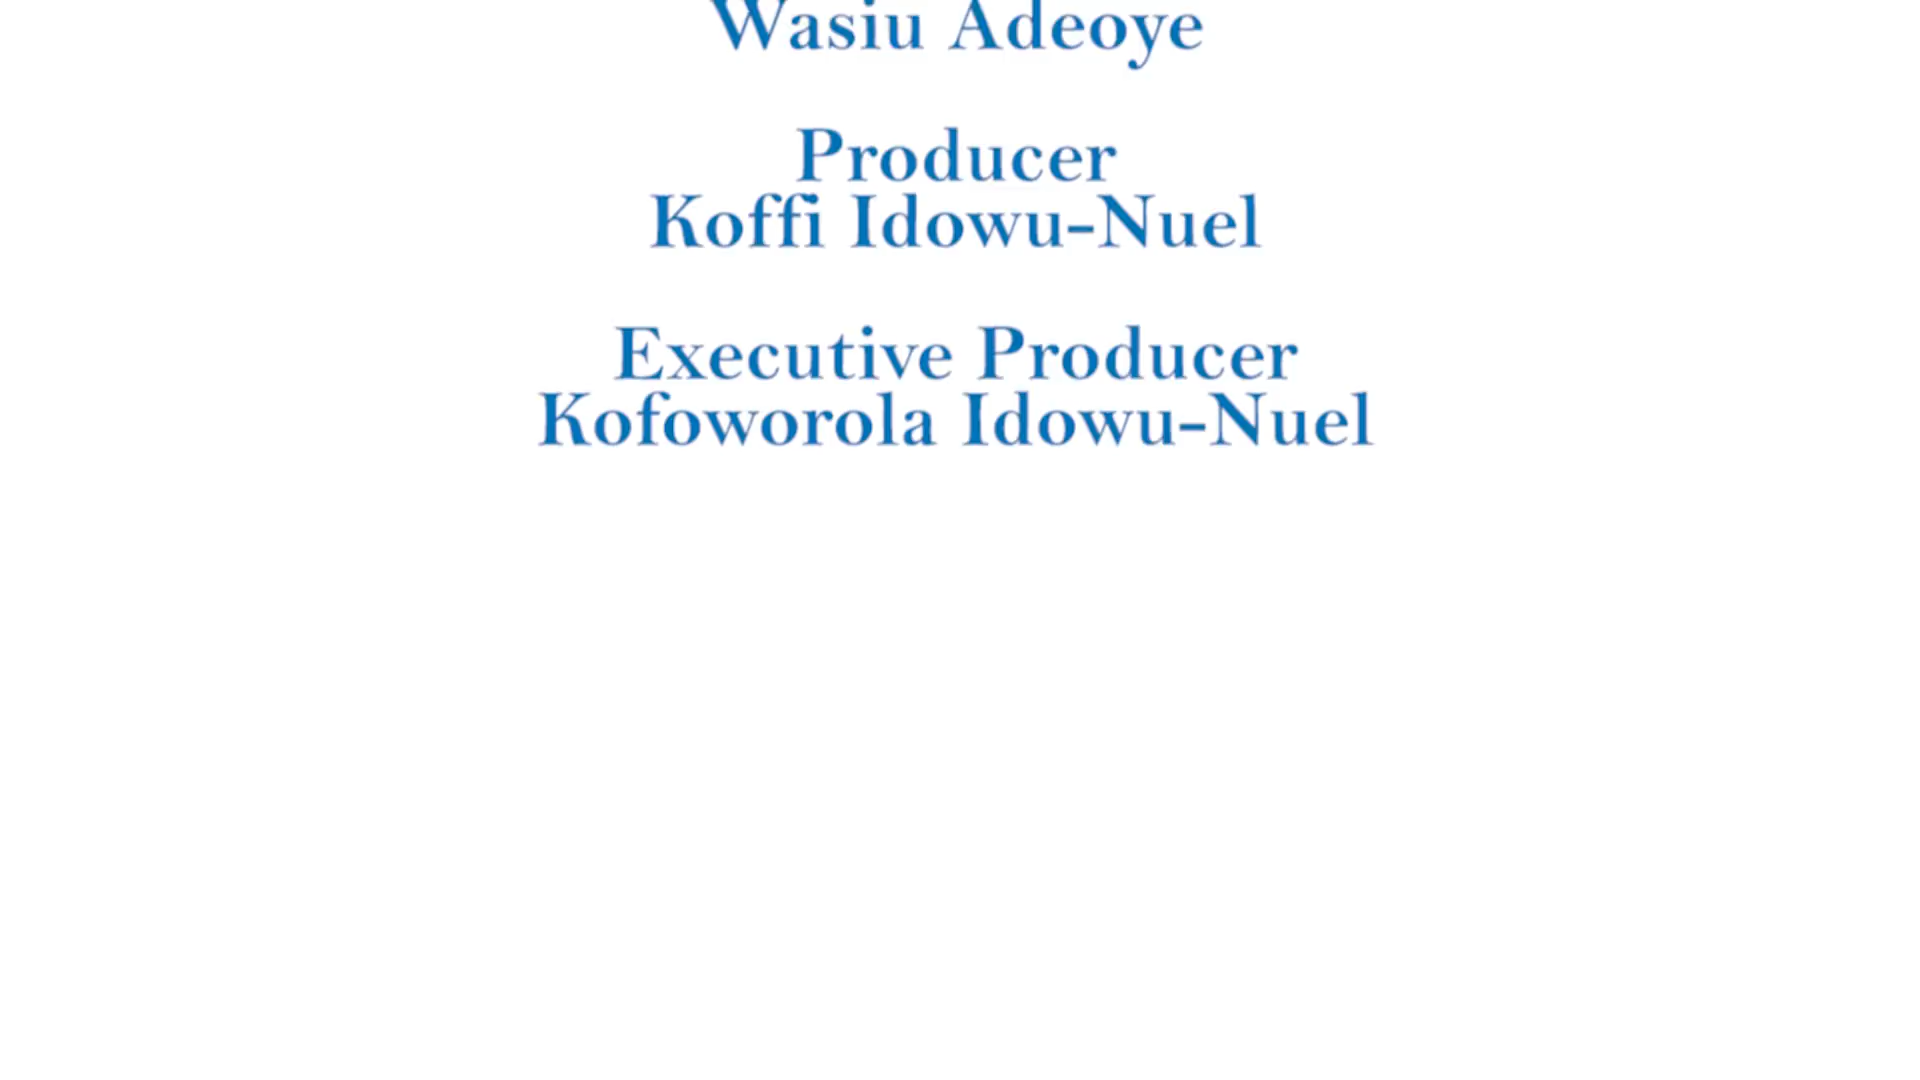 Wasiu Adeoye
Producer
Koffi Idowu-Nuel
Executive Producer
Kofoworola Idowu-Nuel